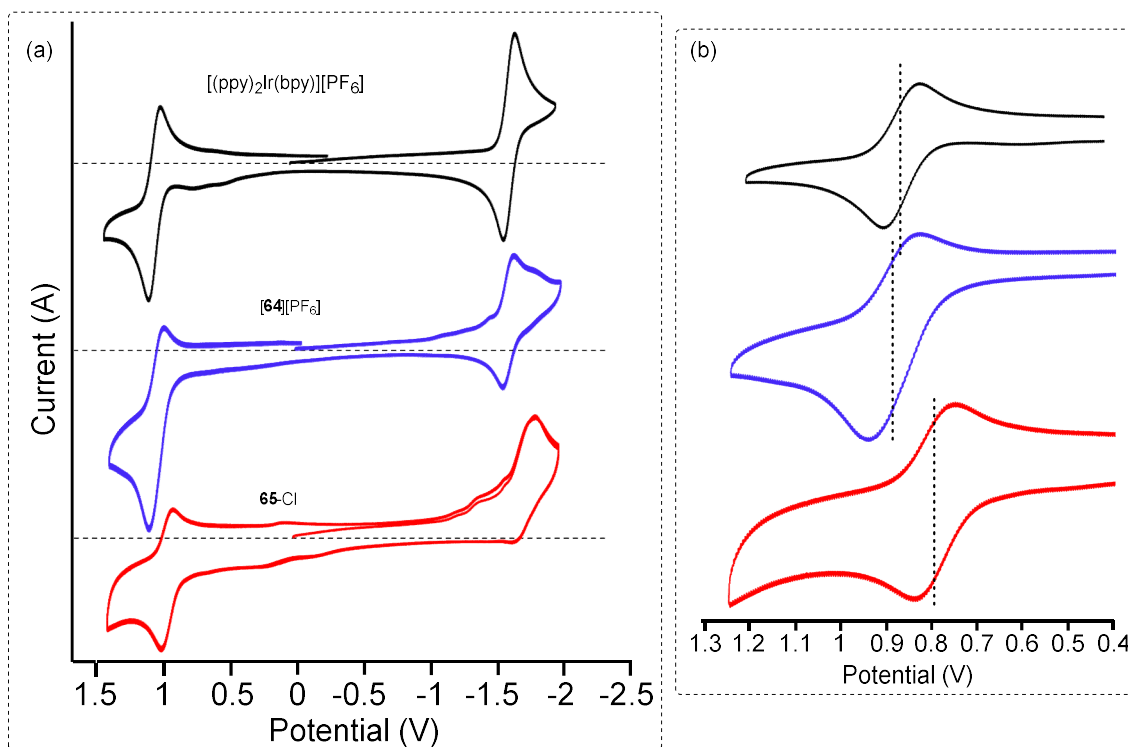 (a)
[(ppy)₂Ir(bpy)][PF₆]
[64][PF₆]
65-Cl
Current (A)
1.5 1 0.5 0 -0.5 -1 -1.5 -2 -2.5
Potential (V)
(b)
1.3 1.2 1.1 1 0.9 0.8 0.7 0.6 0.5 0.4
Potential (V)